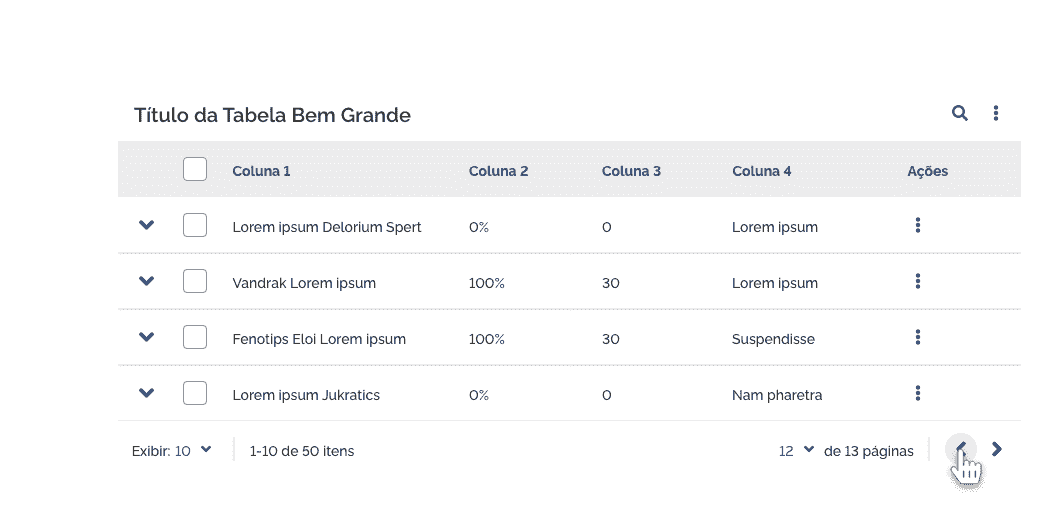 Título da Tabela Bem Grande
Coluna 1 Coluna 2 Coluna 3 Coluna 4 Ações
Lorem ipsum Delorium Spert 0% 0 Lorem ipsum
Vandrak Lorem ipsum 100% 30 Lorem ipsum
Fenotips Eloi Lorem ipsum 100% 30 Suspendisse
Lorem ipsum Jukratics 0% 0 Nam pharetra
Exibir: 10 1-10 de 50 itens 12 de 13 páginas